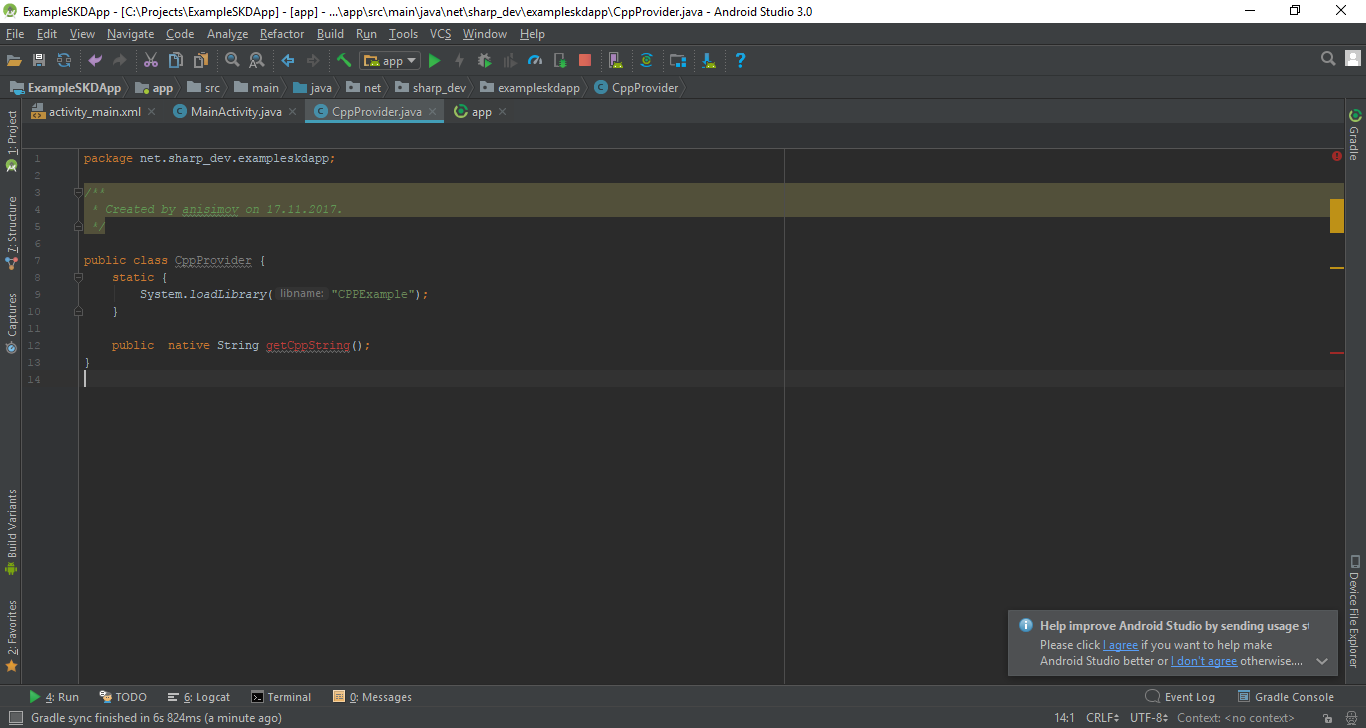 ExampleSKDApp - [C:\Projects\ExampleSKDApp] - [app] - ...\app\src\main\java\net\sharp_dev\exampleskdapp\CppProvider.java - Android Studio 3.0
File Edit View Navigate Code Analyze Refactor Build Run Tools VCS Window Help
app
ExampleSKDApp app src main java net sharp_dev exampleskdapp CppProvider
activity_main.xml MainActivity.java CppProvider.java app
1: Project
7: Structure
Captures
Build Variants
2: Favorites
1 package net.sharp_dev.exampleskdapp;
2
3 /**
4 * Created by anisimov on 17.11.2017.
5 */
6
7 public class CppProvider {
8 static {
9 System.loadLibrary( libname: "CPPExample");
10 }
11
12 public  native String getCppString();
13 }
14
Gradle
Device File Explorer
Help improve Android Studio by sending usage st
Please click I agree if you want to help make
Android Studio better or I don't agree otherwise....
4: Run TODO 6: Logcat Terminal 0: Messages Event Log Gradle Console
Gradle sync finished in 6s 824ms (a minute ago) 14:1 CRLF UTF-8 Context: <no context>